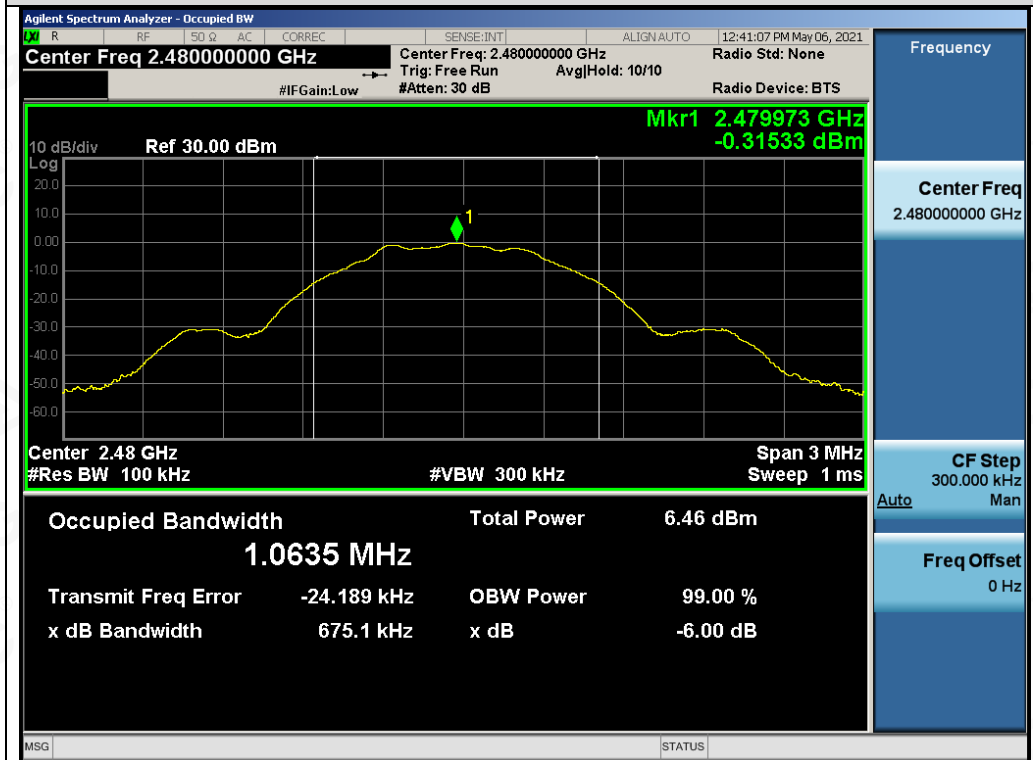 Agilent Spectrum Analyzer - Occupied BW
LXI R RF 50 Ω AC CORREC SENSE:INT ALIGN AUTO 12:41:07 PM May 06, 2021
Center Freq 2.480000000 GHz
Center Freq: 2.480000000 GHz
Radio Std: None
Trig: Free Run Avg|Hold: 10/10
#IFGain:Low
#Atten: 30 dB
Radio Device: BTS
Frequency
Mkr1 2.479973 GHz
-0.31533 dBm
10 dB/div Ref 30.00 dBm
Log
20.0
10.0
0.00
-10.0
-20.0
-30.0
-40.0
-50.0
-60.0
1
Center 2.48 GHz
Span 3 MHz
#Res BW 100 kHz
#VBW 300 kHz
Sweep 1 ms
Center Freq
2.480000000 GHz
CF Step
300.000 kHz
Auto Man
Freq Offset
0 Hz
Occupied Bandwidth
Total Power 6.46 dBm
1.0635 MHz
Transmit Freq Error -24.189 kHz OBW Power 99.00 %
x dB Bandwidth 675.1 kHz x dB -6.00 dB
MSG STATUS